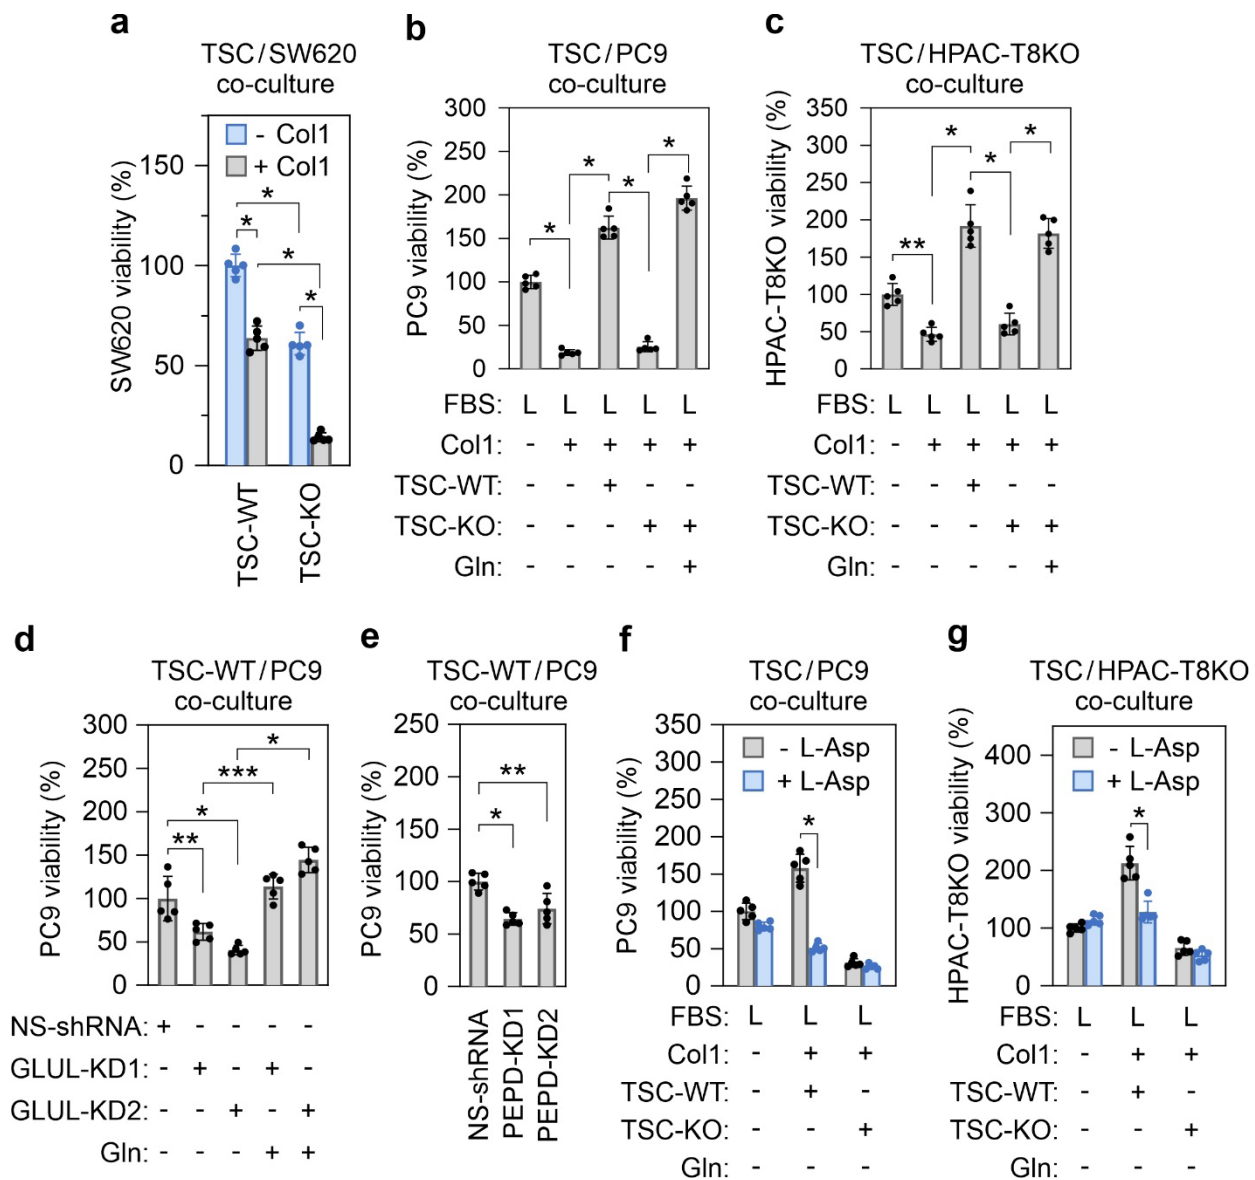 a
TSC/SW620
co-culture
SW620 viability (%)
- Col1
+ Col1
150
100
50
0
*
*
*
*
TSC-WT
TSC-KO
b
TSC/PC9
co-culture
PC9 viability (%)
300
250
200
150
100
50
0
*
*
*
*
FBS: L L L L L
Col1: - + + + +
TSC-WT: - - + - -
TSC-KO: - - - + +
Gln: - - - - +
c
TSC/HPAC-T8KO
co-culture
HPAC-T8KO viability (%)
350
300
250
200
150
100
50
0
**
*
*
*
FBS: L L L L L
Col1: - + + + +
TSC-WT: - - + - -
TSC-KO: - - - + +
Gln: - - - - +
d
TSC-WT/PC9
co-culture
PC9 viability (%)
300
250
200
150
100
50
0
*
***
*
**
NS-shRNA: + - - - -
GLUL-KD1: - + - + -
GLUL-KD2: - - + - +
Gln: - - - + +
e
TSC-WT/PC9
co-culture
PC9 viability (%)
250
200
150
100
50
0
**
*
NS-shRNA
PEPD-KD1
PEPD-KD2
f
TSC/PC9
co-culture
PC9 viability (%)
350
300
250
200
150
100
50
0
- L-Asp
+ L-Asp
*
FBS: L L L
Col1: - + +
TSC-WT: - + -
TSC-KO: - - +
Gln: - - -
g
TSC/HPAC-T8KO
co-culture
HPAC-T8KO viability (%)
400
300
200
100
0
- L-Asp
+ L-Asp
*
FBS: L L L
Col1: - + +
TSC-WT: - + -
TSC-KO: - - +
Gln: - - -